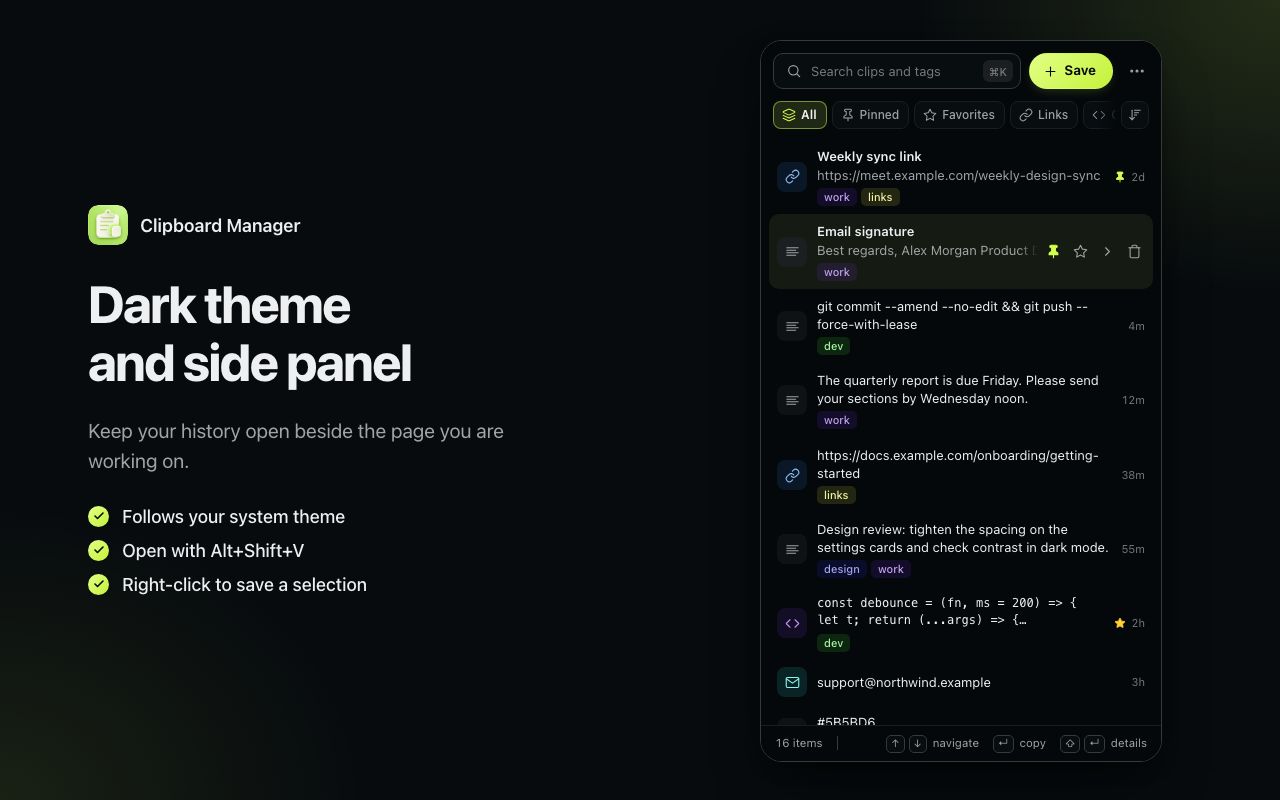 Clipboard Manager
Dark theme
and side panel
Keep your history open beside the page you are
working on.
Follows your system theme
Open with Alt+Shift+V
Right-click to save a selection
Search clips and tags ⌘K
+ Save
All Pinned Favorites Links
Weekly sync link
https://meet.example.com/weekly-design-sync 2d
work links
Email signature
Best regards, Alex Morgan Product
work
git commit --amend --no-edit && git push --
force-with-lease
4m
dev
The quarterly report is due Friday. Please send
your sections by Wednesday noon.
12m
work
https://docs.example.com/onboarding/getting-
started
38m
links
Design review: tighten the spacing on the
settings cards and check contrast in dark mode.
55m
design work
const debounce = (fn, ms = 200) => {
let t; return (...args) => {…
2h
dev
support@northwind.example 3h
#5B5BD6
16 items ↑ ↓ navigate ↵ copy ⇧ ↵ details